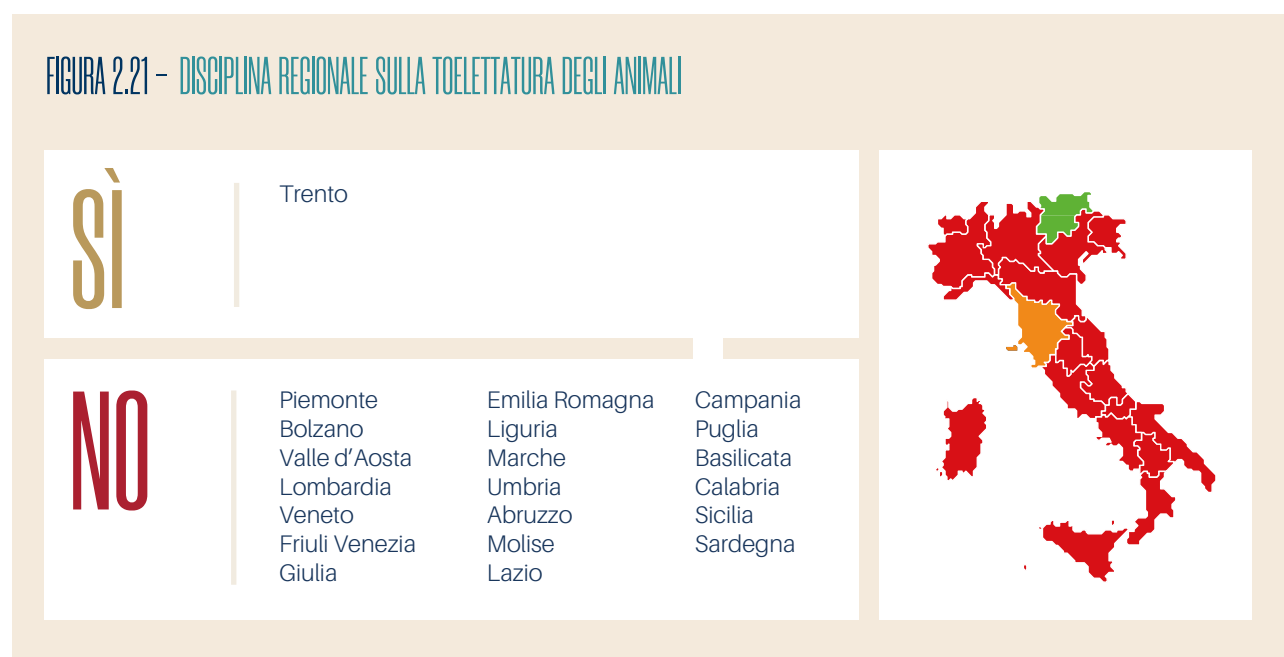 FIGURA 2.21 – DISCIPLINA REGIONALE SULLA TOELETTATURA DEGLI ANIMALI
SÌ
Trento
NO
Piemonte
Bolzano
Valle d’Aosta
Lombardia
Veneto
Friuli Venezia
Giulia
Emilia Romagna
Liguria
Marche
Umbria
Abruzzo
Molise
Lazio
Campania
Puglia
Basilicata
Calabria
Sicilia
Sardegna